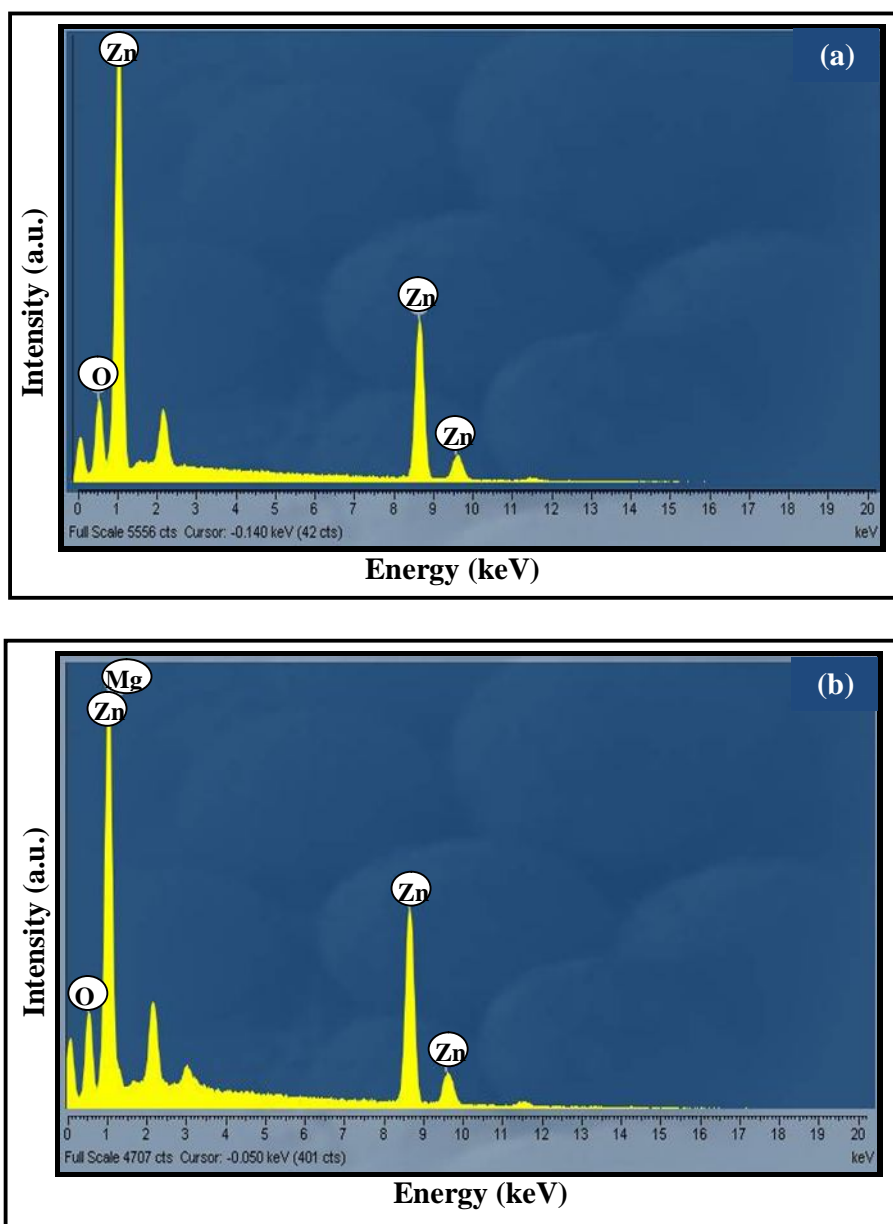 (a)
Zn
Zn
O
Zn
Intensity (a.u.)
0 1 2 3 4 5 6 7 8 9 10 11 12 13 14 15 16 17 18 19 20
Full Scale 5556 cts Cursor: -0.140 keV (42 cts) keV
Energy (keV)
(b)
Mg
Zn
Zn
O
Zn
Intensity (a.u.)
0 1 2 3 4 5 6 7 8 9 10 11 12 13 14 15 16 17 18 19 20
Full Scale 4707 cts Cursor: -0.050 keV (401 cts) keV
Energy (keV)